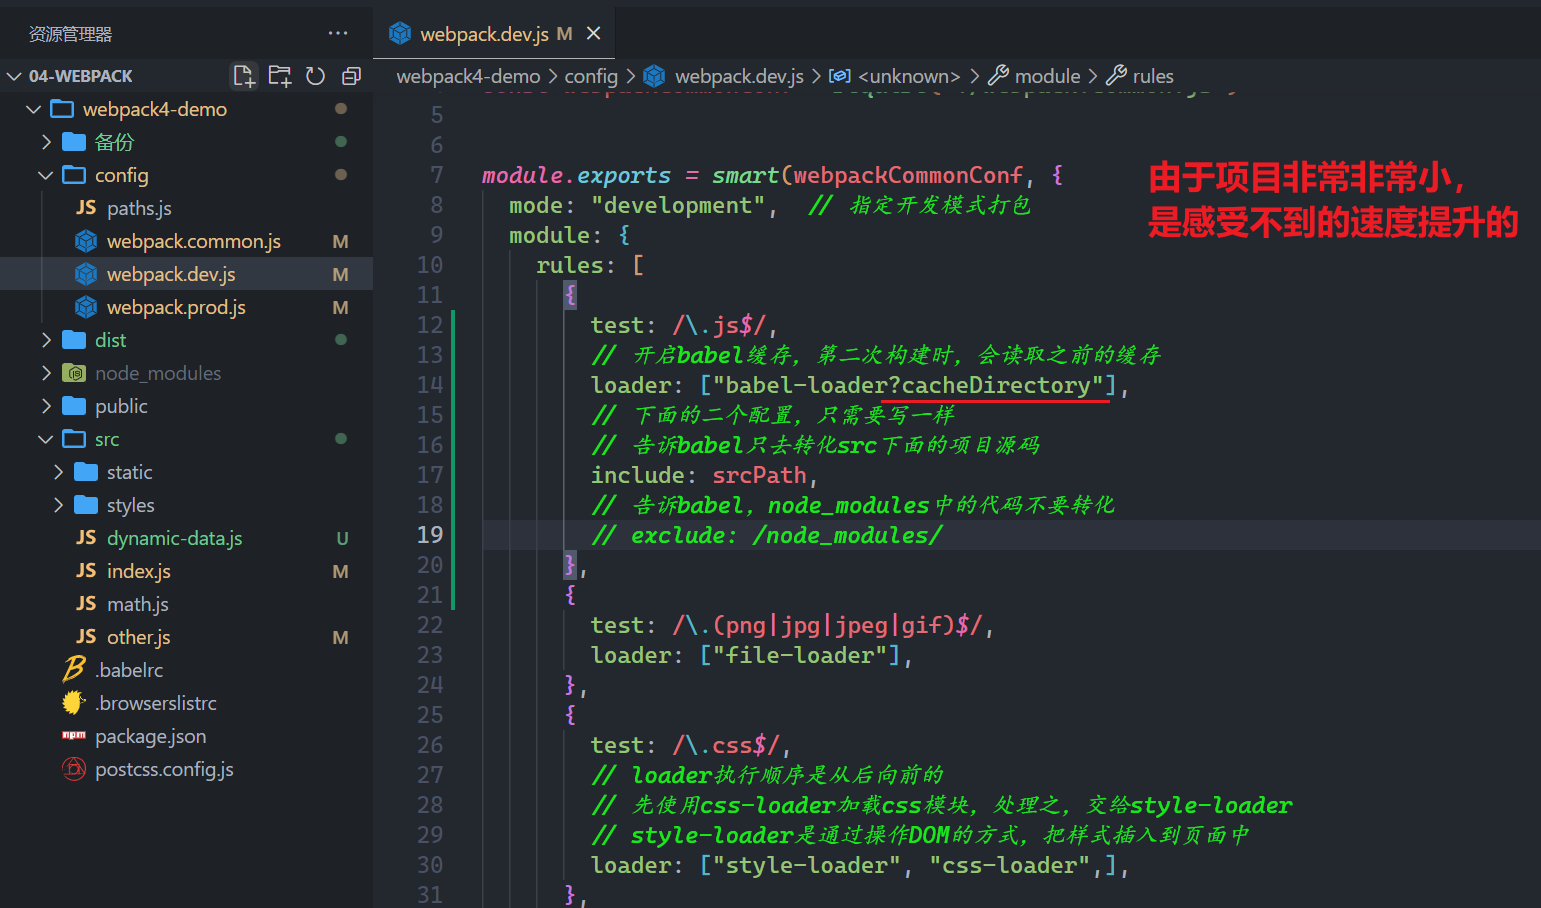 资源管理器
webpack.dev.js M
04-WEBPACK
webpack4-demo > config > webpack.dev.js > <unknown> > module > rules
webpack4-demo
备份
config
JS paths.js
webpack.common.js M
webpack.dev.js M
webpack.prod.js M
dist
node_modules
public
src
static
styles
JS dynamic-data.js U
JS index.js M
JS math.js
JS other.js M
.babelrc
.browserslistrc
npm package.json
postcss.config.js
5
6
7 module.exports = smart(webpackCommonConf, {
8 mode: "development", // 指定开发模式打包
9 module: {
10 rules: [
11 {
12 test: /\.js$/,
13 // 开启babel缓存，第二次构建时，会读取之前的缓存
14 loader: ["babel-loader?cacheDirectory"],
15 // 下面的二个配置，只需要写一样
16 // 告诉babel只去转化src下面的项目源码
17 include: srcPath,
18 // 告诉babel，node_modules中的代码不要转化
19 // exclude: /node_modules/
20 },
21 {
22 test: /\.(png|jpg|jpeg|gif)$/,
23 loader: ["file-loader"],
24 },
25 {
26 test: /\.css$/,
27 // loader执行顺序是从后向前的
28 // 先使用css-loader加载css模块，处理之，交给style-loader
29 // style-loader是通过操作DOM的方式，把样式插入到页面中
30 loader: ["style-loader", "css-loader",],
31 },
由于项目非常非常小，
是感受不到的速度提升的